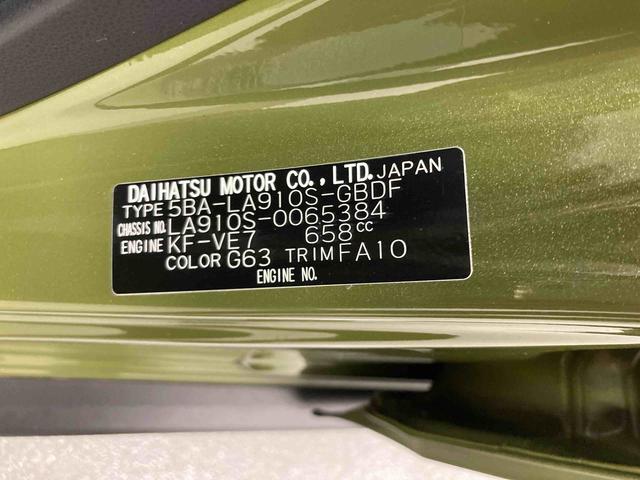 DAIHATSU MOTOR CO., LTD. JAPAN
TYPE 5BA-LA910S-GBDF
CHASSIS NO. LA910S-0065384
ENGINE KF-VE7 658cc
COLOR G63 TRIM FA10
ENGINE NO.